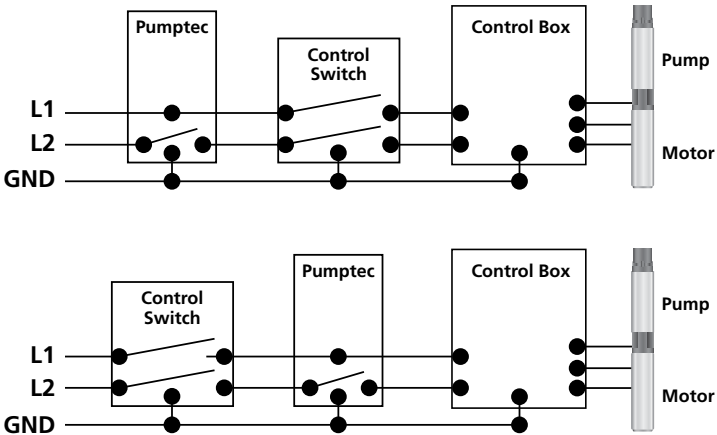 Pumptec
Control
Switch
Control Box
Pump
L1
L2
Motor
GND
Control
Switch
Pumptec
Control Box
Pump
L1
L2
Motor
GND